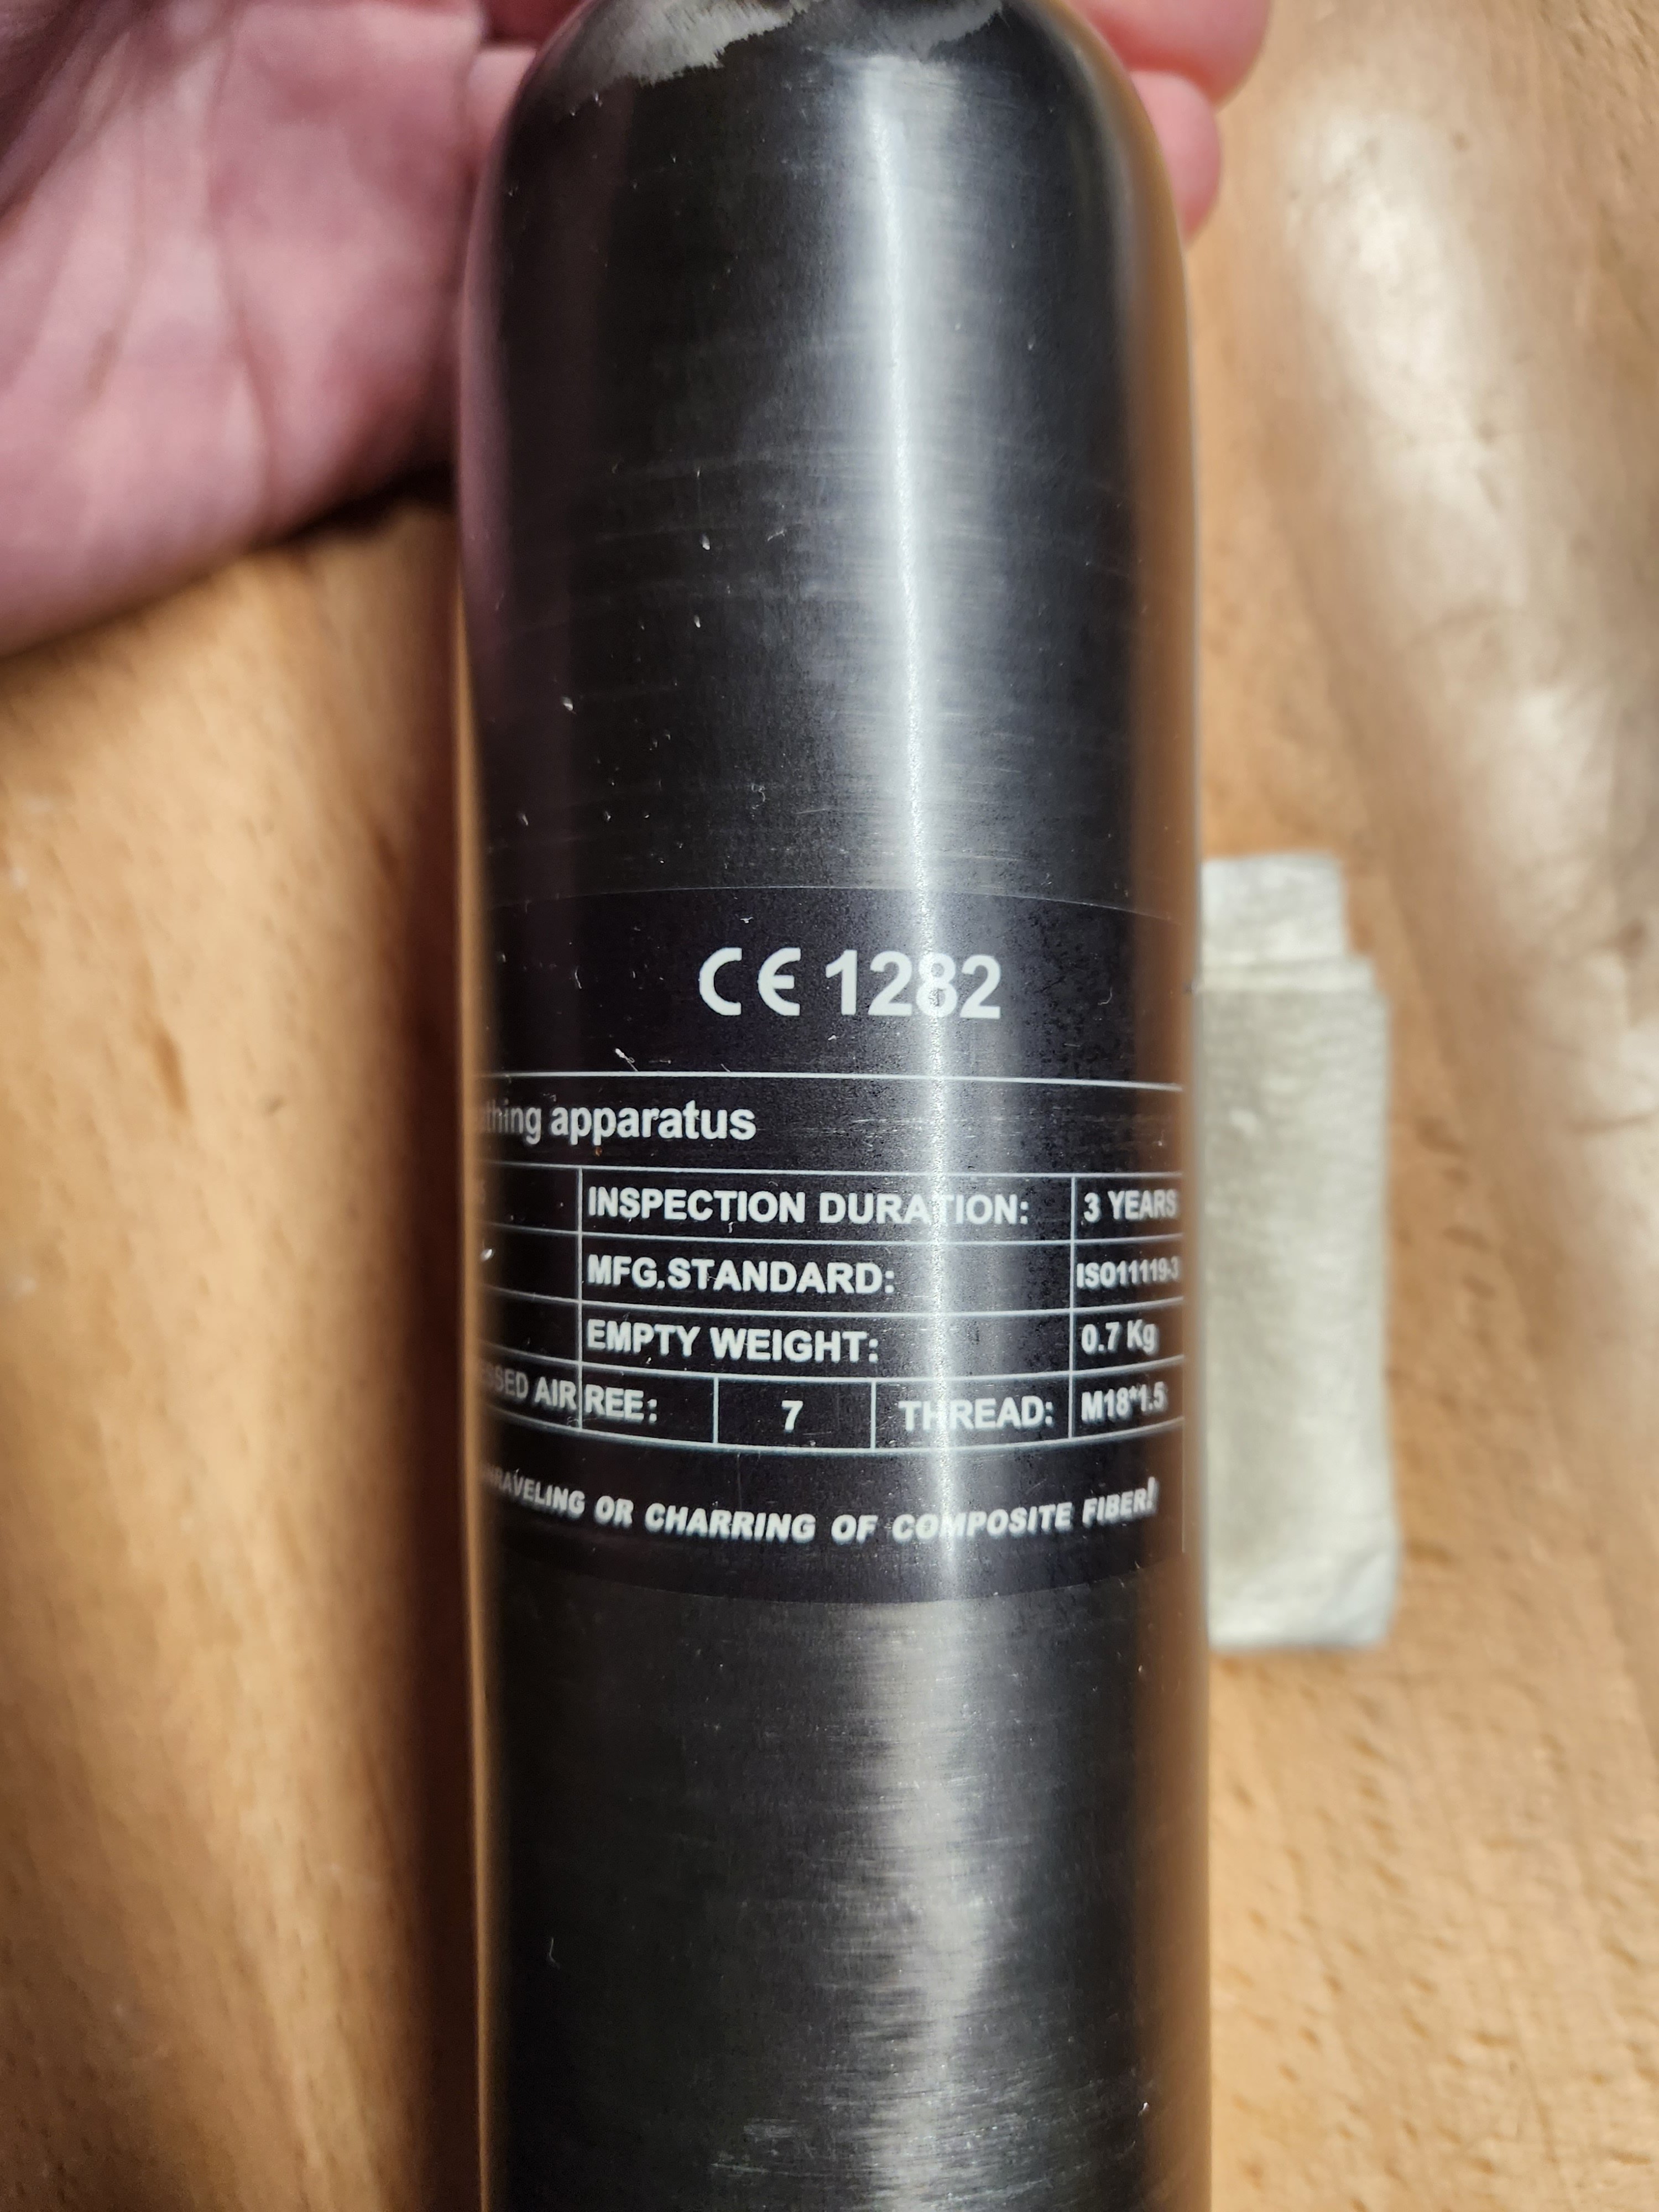 CE 1282
apparatus
INSPECTION DURATION: 3 YEARS
MFG.STANDARD: ISO11119-3
EMPTY WEIGHT: 0.7 Kg
AIR REE: 7 THREAD: M18*1.5
OR CHARRING OF COMPOSITE FIBER!